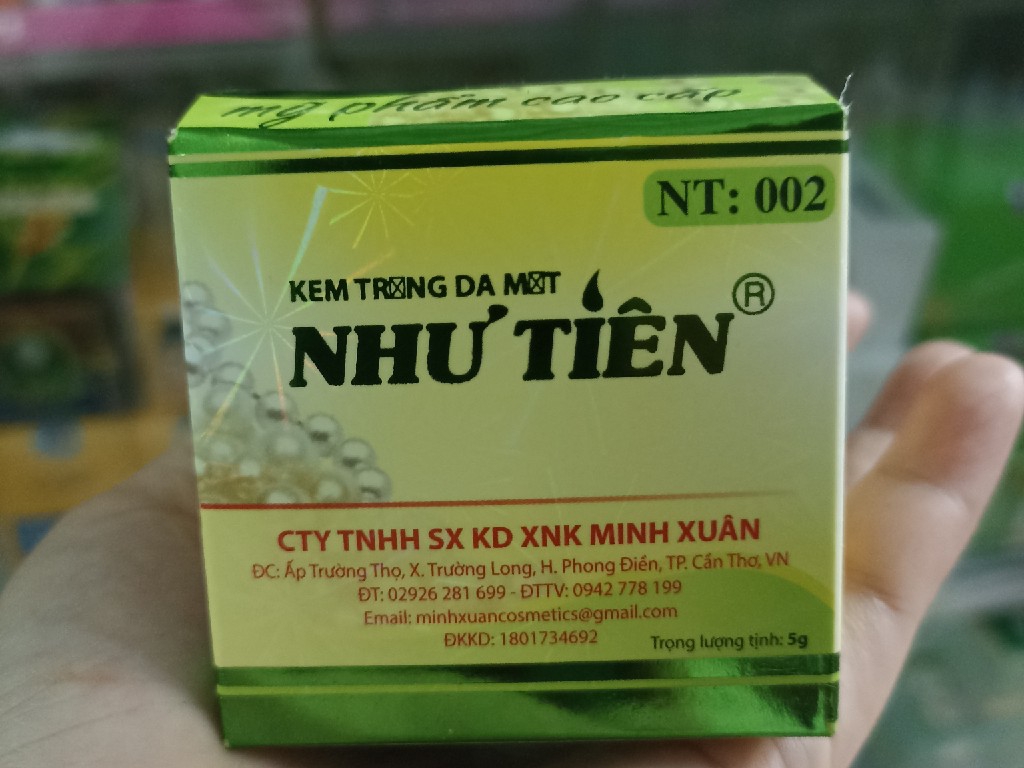 mỹ phẩm cao cấp
NT: 002
KEM TR☒NG DA M☒T
NHƯ TIÊN®
CTY TNHH SX KD XNK MINH XUÂN
ĐC: Ấp Trường Thọ, X. Trường Long, H. Phong Điền, TP. Cần Thơ, VN
ĐT: 02926 281 699 - ĐTTV: 0942 778 199
Email: minhxuancosmetics@gmail.com
ĐKKD: 1801734692
Trọng lượng tịnh: 5g